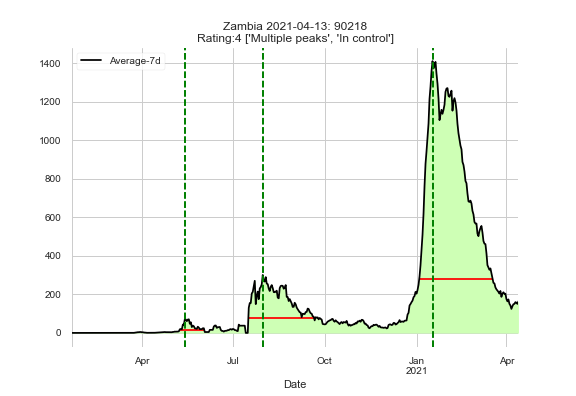 Zambia 2021-04-13: 90218
Rating:4 ['Multiple peaks', 'In control']
Average-7d
1400
1200
1000
800
600
400
200
0
Apr Jul Oct Jan Apr
2021
Date